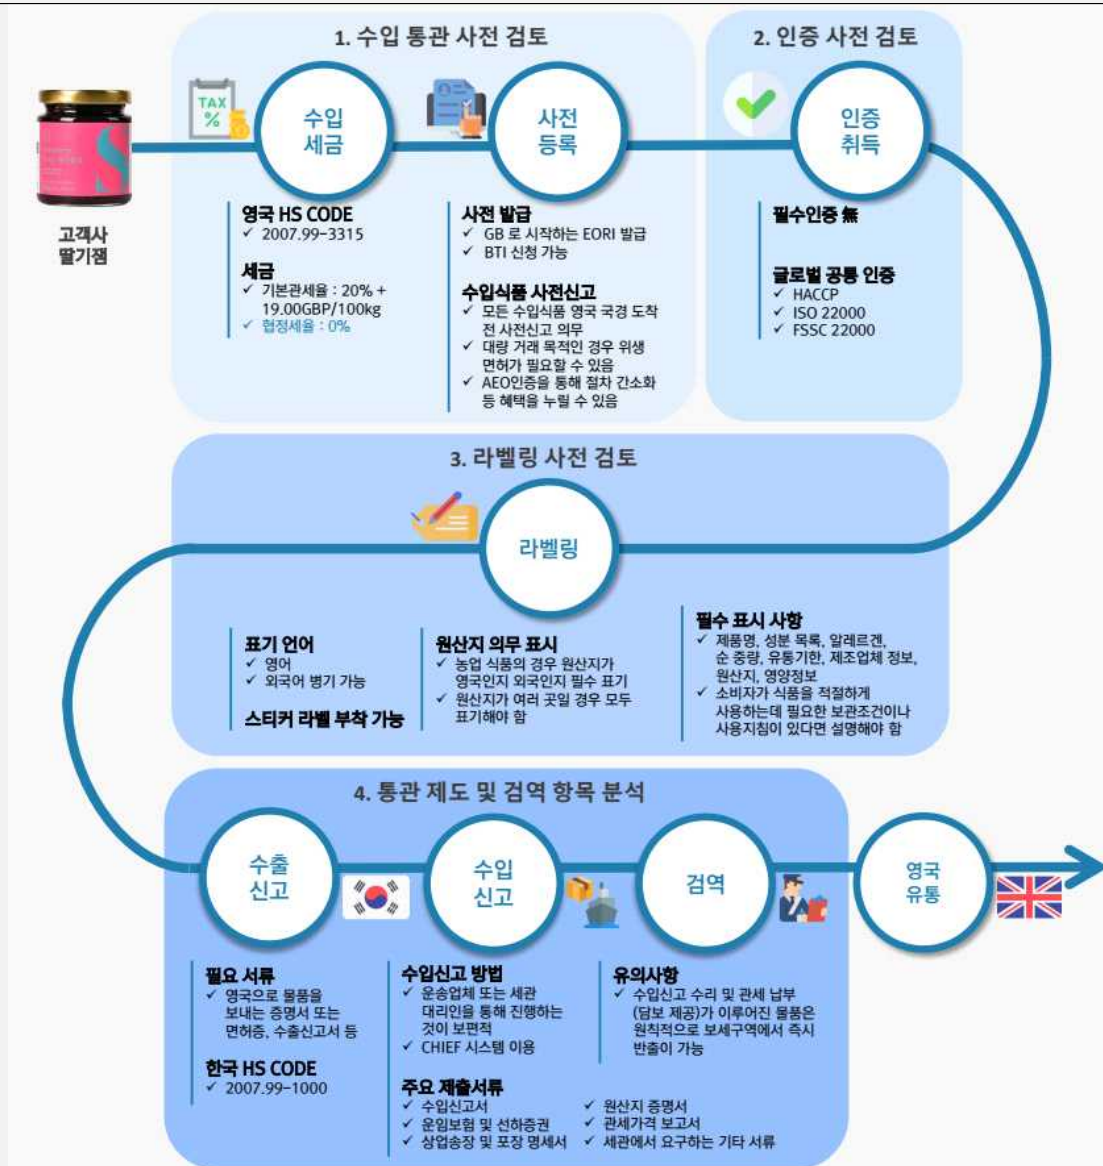 1. 수입 통관 사전 검토
2. 인증 사전 검토
TAX
%
수입
세금
사전
등록
인증
취득
고객사
딸기잼
영국 HS CODE
✓ 2007.99-3315
세금
✓ 기본관세율 : 20% +
19.00GBP/100kg
✓ 협정세율 : 0%
사전 발급
✓ GB 로 시작하는 EORI 발급
✓ BTI 신청 가능
수입식품 사전신고
✓ 모든 수입식품 영국 국경 도착
전 사전신고 의무
✓ 대량 거래 목적인 경우 위생
면허가 필요할 수 있음
✓ AEO인증을 통해 절차 간소화
등 혜택을 누릴 수 있음
필수인증 無
글로벌 공통 인증
✓ HACCP
✓ ISO 22000
✓ FSSC 22000
3. 라벨링 사전 검토
라벨링
표기 언어
✓ 영어
✓ 외국어 병기 가능
스티커 라벨 부착 가능
원산지 의무 표시
✓ 농업 식품의 경우 원산지가
영국인지 외국인지 필수 표기
✓ 원산지가 여러 곳일 경우 모두
표기해야 함
필수 표시 사항
✓ 제품명, 성분 목록, 알레르겐,
순 중량, 유통기한, 제조업체 정보,
원산지, 영양정보
✓ 소비자가 식품을 적절하게
사용하는데 필요한 보관조건이나
사용지침이 있다면 설명해야 함
4. 통관 제도 및 검역 항목 분석
수출
신고
수입
신고
검역
영국
유통
필요 서류
✓ 영국으로 물품을
보내는 증명서 또는
면허증, 수출신고서 등
한국 HS CODE
✓ 2007.99-1000
수입신고 방법
✓ 운송업체 또는 세관
대리인을 통해 진행하는
것이 보편적
✓ CHIEF 시스템 이용
주요 제출서류
✓ 수입신고서
✓ 운임보험 및 선하증권
✓ 상업송장 및 포장 명세서
✓ 원산지 증명서
✓ 관세가격 보고서
✓ 세관에서 요구하는 기타 서류
유의사항
✓ 수입신고 수리 및 관세 납부
(담보 제공)가 이루어진 물품은
원칙적으로 보세구역에서 즉시
반출이 가능